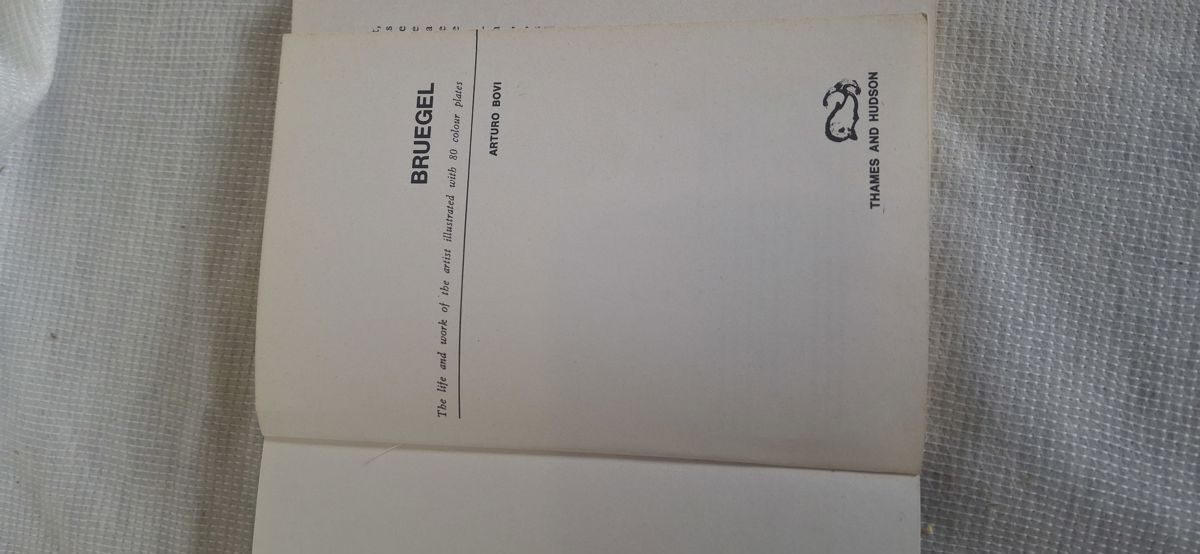 BRUEGEL
The life and work of the artist illustrated with 80 colour plates
ARTURO BOVI
THAMES AND HUDSON